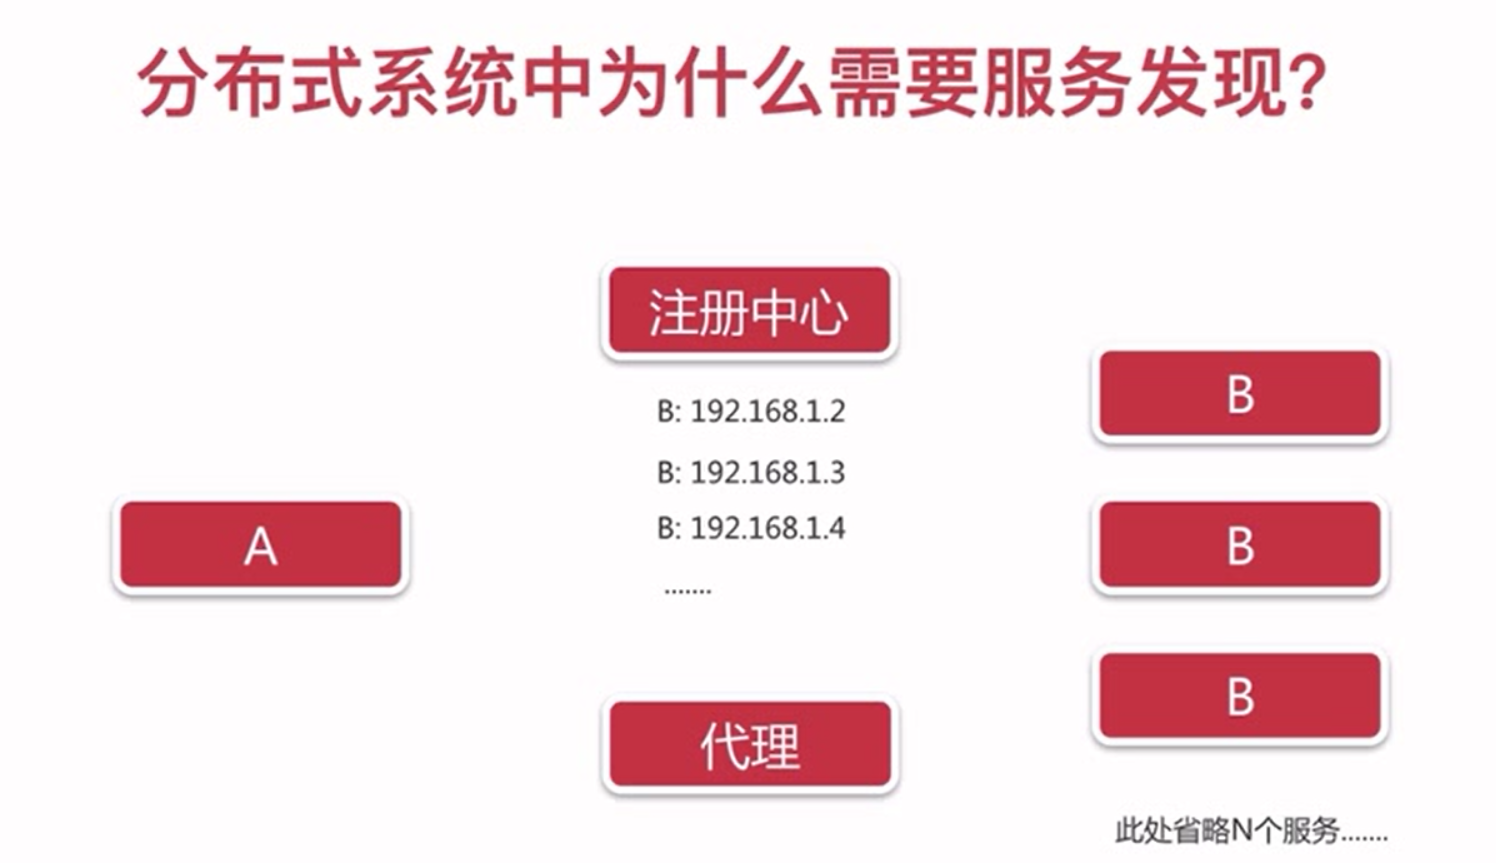 分布式系统中为什么需要服务发现?
注册中心
B: 192.168.1.2
B: 192.168.1.3
B: 192.168.1.4
.......
A
代理
B
B
B
此处省略N个服务.......